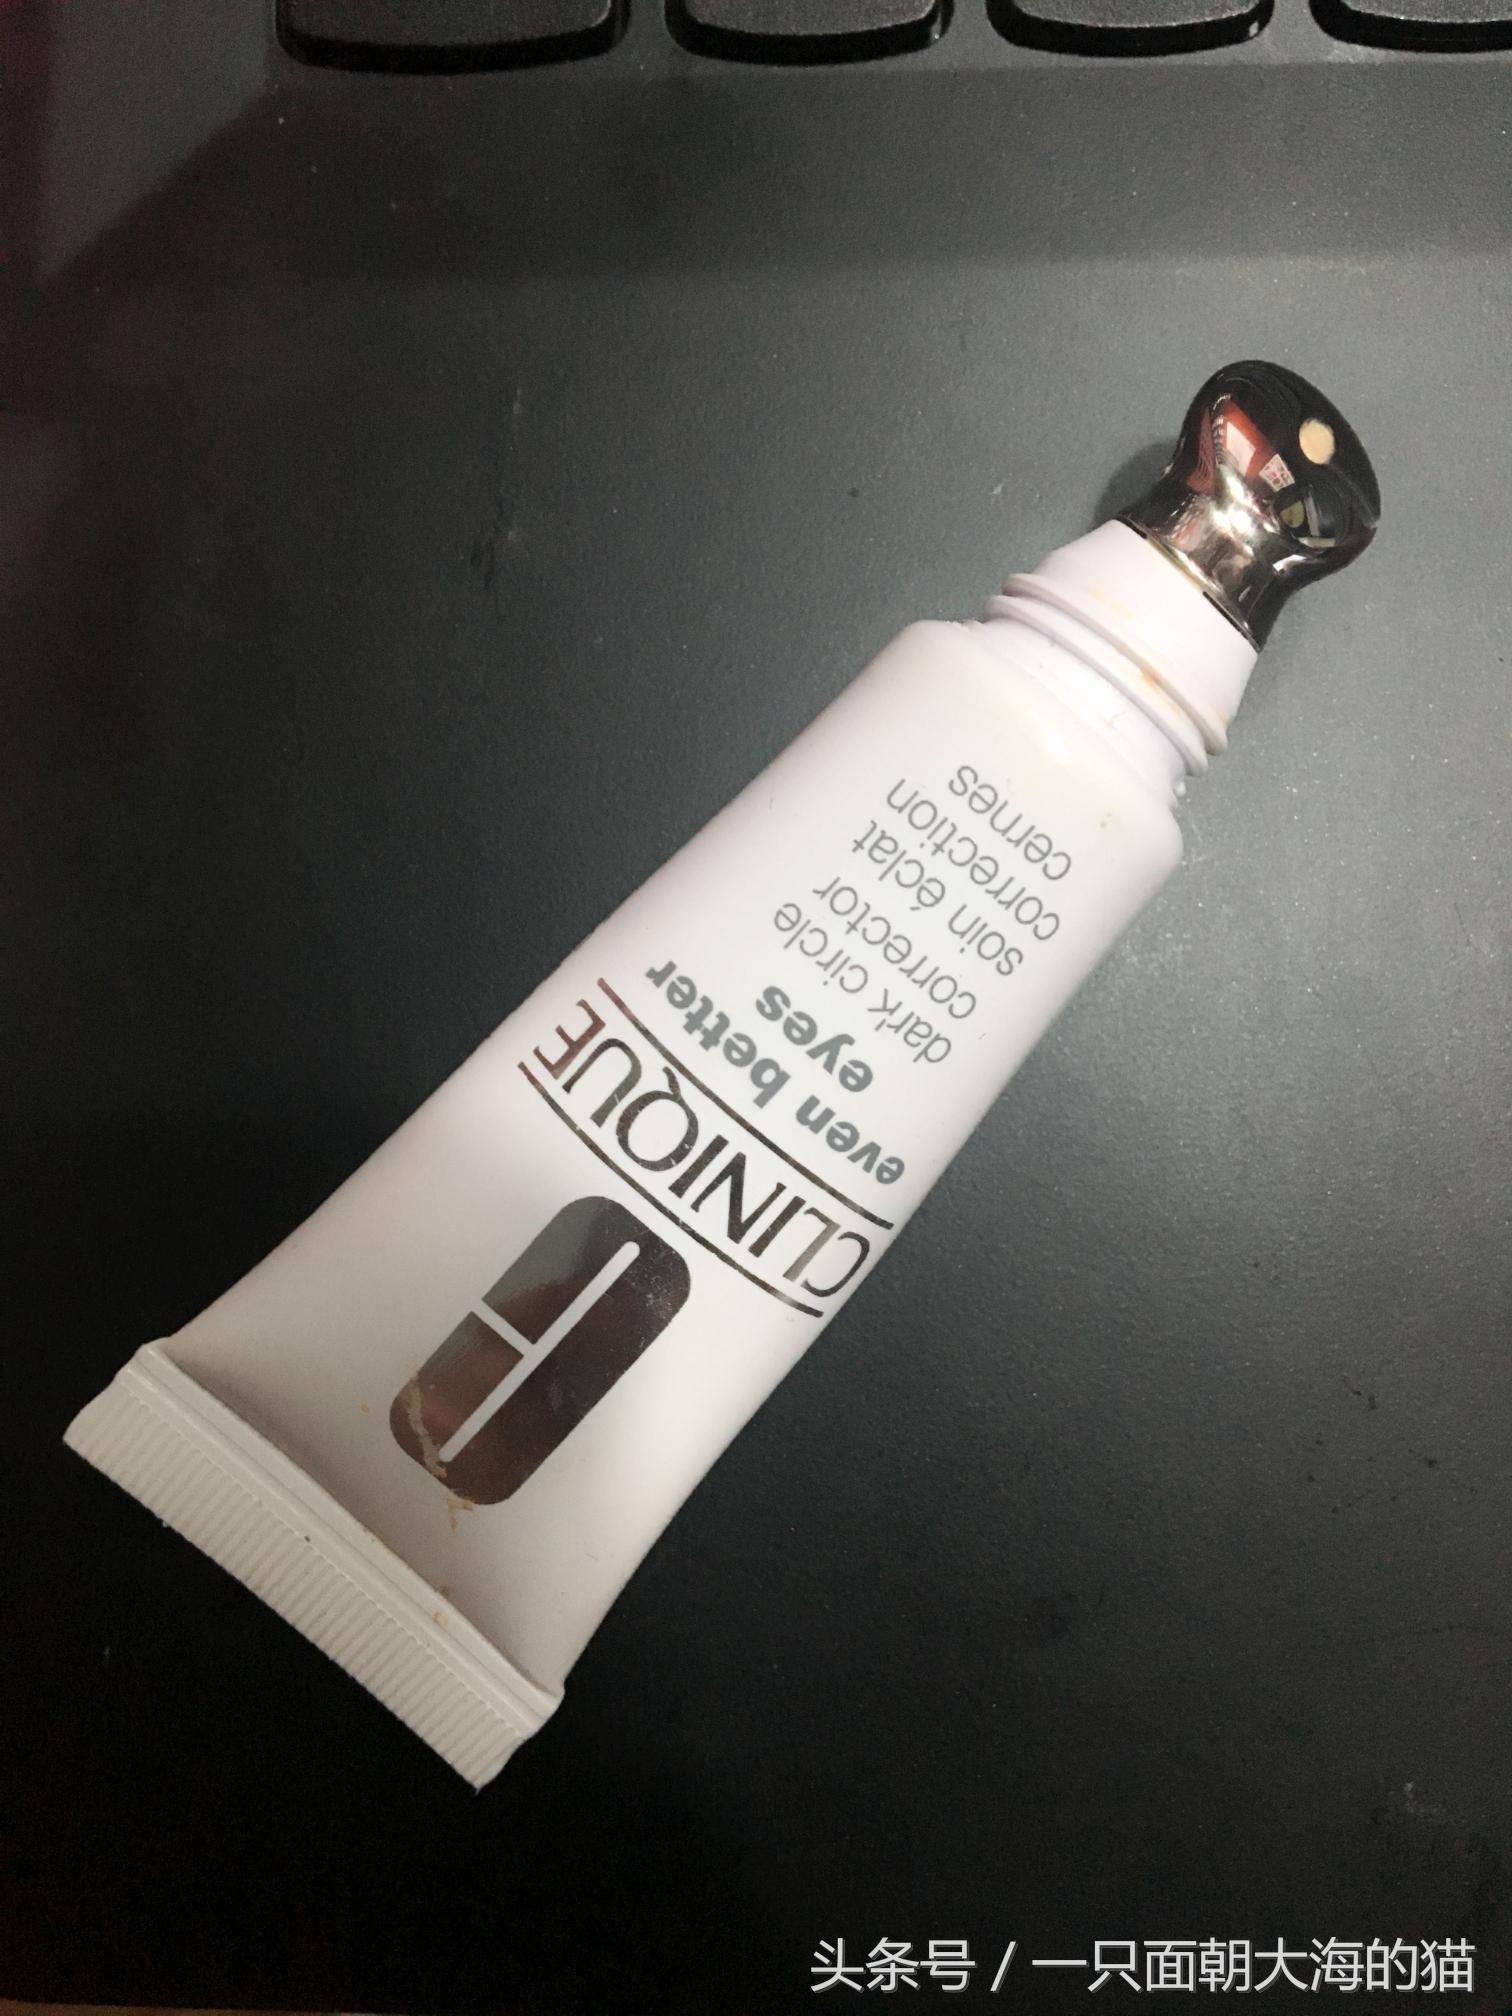 CLINIQUE
even better
eyes
dark circle
corrector
soin éclat
correction
cernes
头条号 / 一只面朝大海的猫